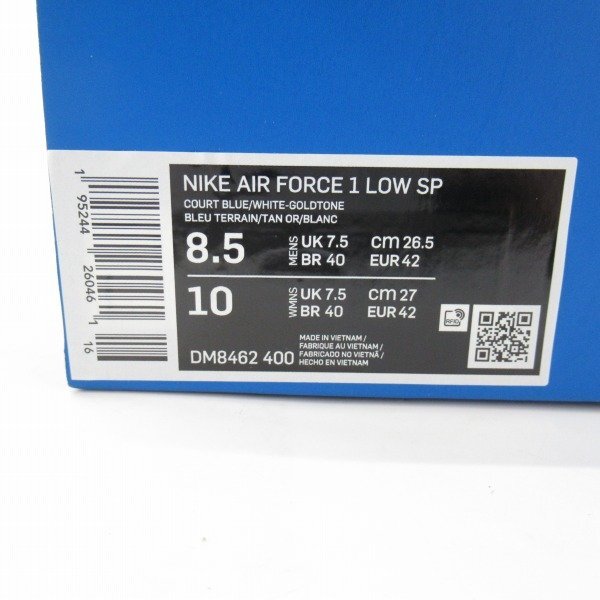 NIKE AIR FORCE 1 LOW SP
COURT BLUE/WHITE-GOLDTONE
BLEU TERRAIN/TAN OR/BLANC
8.5 MENS UK 7.5 cm 26.5
BR 40 EUR 42
10 WMNS UK 7.5 cm 27
BR 40 EUR 42
RFID
DM8462 400
MADE IN VIETNAM /
FABRIQUE AU VIETNAM /
FABRICADO NO VIETNÃ /
HECHO EN VIETNAM
1 95244 26046 1
16